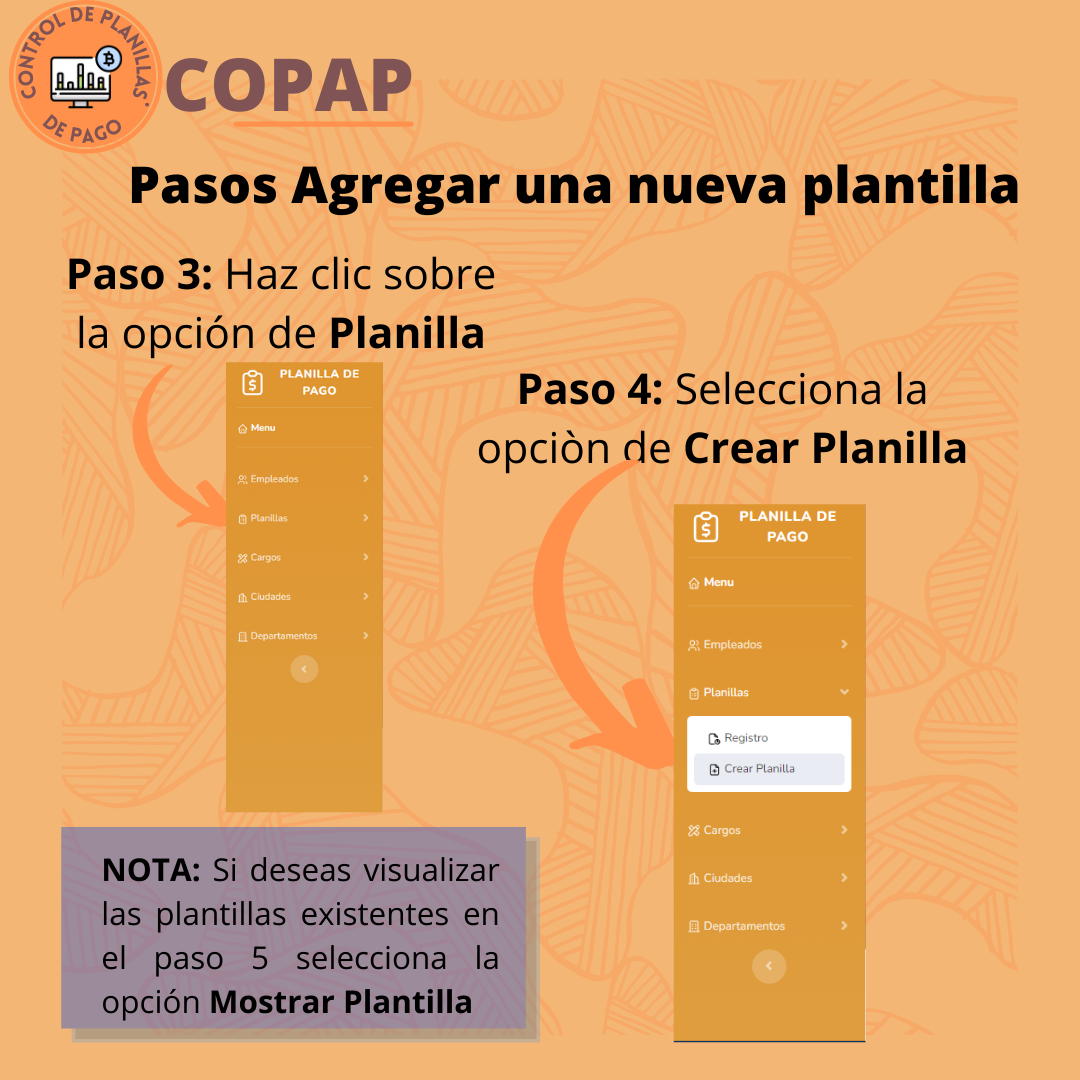 CONTROL DE PLANILLAS
DE PAGO
COPAP
Pasos Agregar una nueva plantilla
Paso 3: Haz clic sobre
la opción de Planilla
PLANILLA DE
PAGO
Menu
Empleados
Planillas
Cargos
Ciudades
Departamentos
Paso 4: Selecciona la
opciòn de Crear Planilla
PLANILLA DE
PAGO
Menu
Empleados
Planillas
Registro
Crear Planilla
Cargos
Ciudades
Departamentos
NOTA: Si deseas visualizar
las plantillas existentes en
el paso 5 selecciona la
opción Mostrar Plantilla